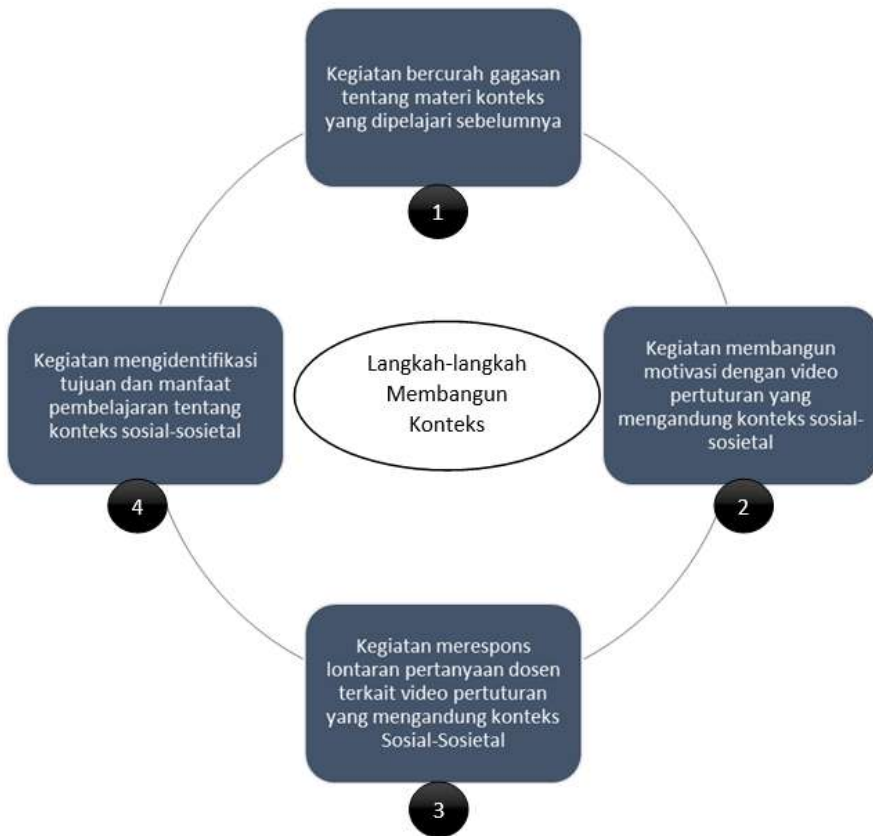 Kegiatan bercurah gagasan
tentang materi konteks
yang dipelajari sebelumnya
1
Kegiatan membangun
motivasi dengan video
pertuturan yang
mengandung konteks sosial-
sosietal
2
Kegiatan merespons
lontaran pertanyaan dosen
terkait video pertuturan
yang mengandung konteks
Sosial-Sosietal
3
Kegiatan mengidentifikasi
tujuan dan manfaat
pembelajaran tentang
konteks sosial-sosietal
4
Langkah-langkah
Membangun
Konteks